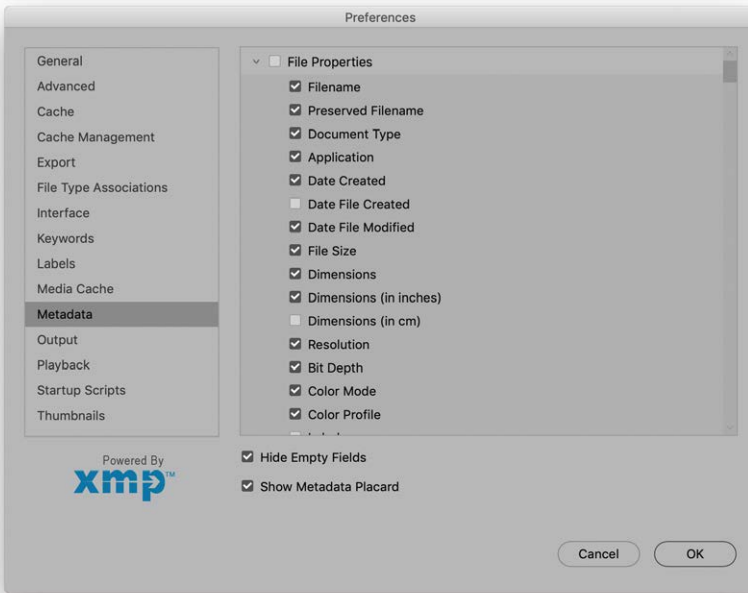 Preferences
General
Advanced
Cache
Cache Management
Export
File Type Associations
Interface
Keywords
Labels
Media Cache
Metadata
Output
Playback
Startup Scripts
Thumbnails
File Properties
Filename
Preserved Filename
Document Type
Application
Date Created
Date File Created
Date File Modified
File Size
Dimensions
Dimensions (in inches)
Dimensions (in cm)
Resolution
Bit Depth
Color Mode
Color Profile
Powered By
xmp™
Hide Empty Fields
Show Metadata Placard
Cancel
OK